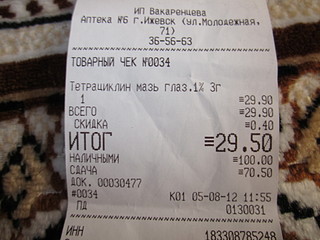 ИП Вакаренцева
Аптека №6 г.Ижевск (ул.Молодежная,
71)
36-56-63
ТОВАРНЫЙ ЧЕК №0034
Тетрациклин мазь глаз.1% 3г
1 ≡29.90
ВСЕГО ≡29.90
СКИДКА ≡0.40
ИТОГ ≡29.50
НАЛИЧНЫМИ ≡100.00
СДАЧА ≡70.50
ДОК. 00030477
#0034 К01 05-08-12 11:55
ПД 0130031
ИНН 183308785248